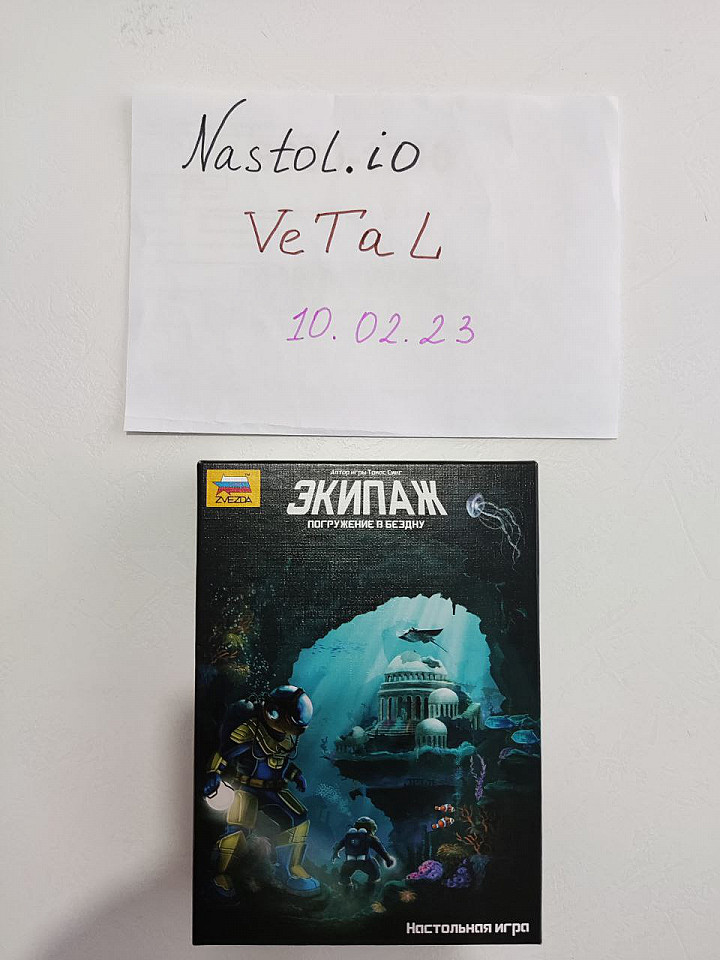 Nastol.io
VeTaL
10.02.23
Автор игры Томас Синг
ZVEZDA
ЭКИПАЖ
ПОГРУЖЕНИЕ В БЕЗДНУ
Настольная игра